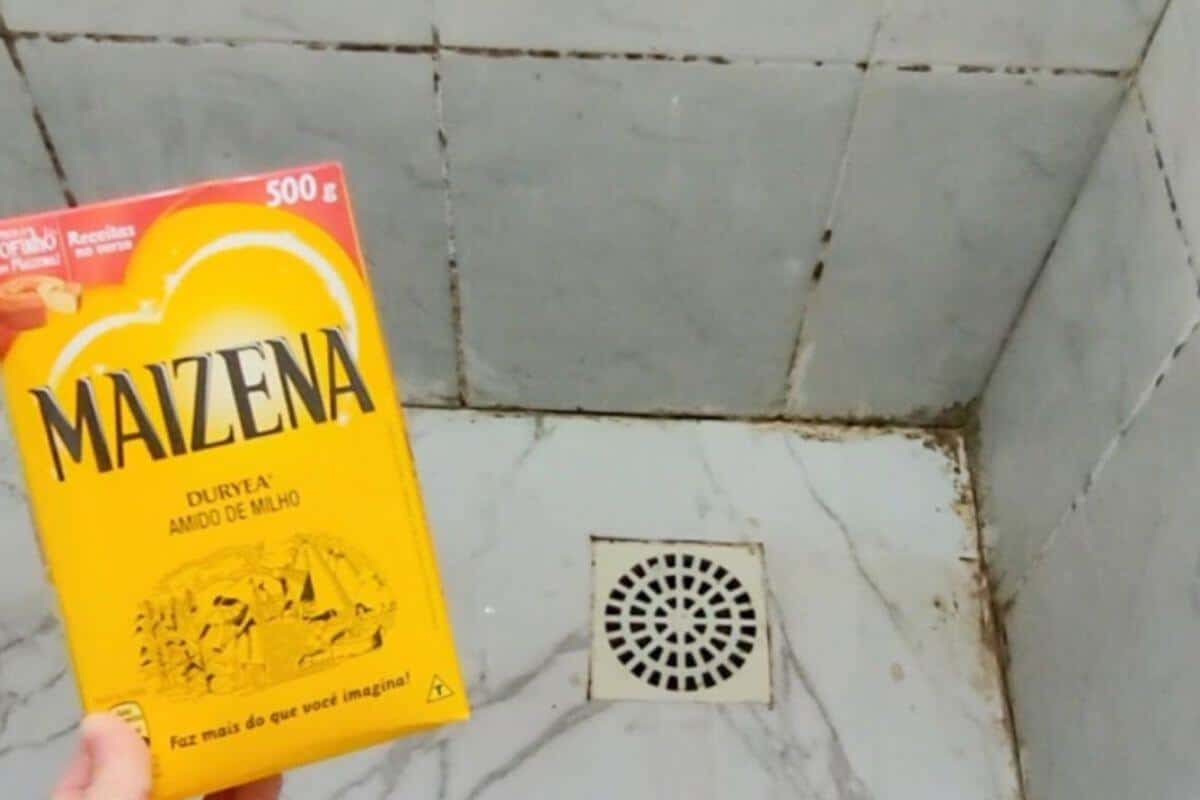 500 g
Receitas
no verso
MAIZENA
DURYEA®
AMIDO DE MILHO
Faz mais do que você imagina!
T